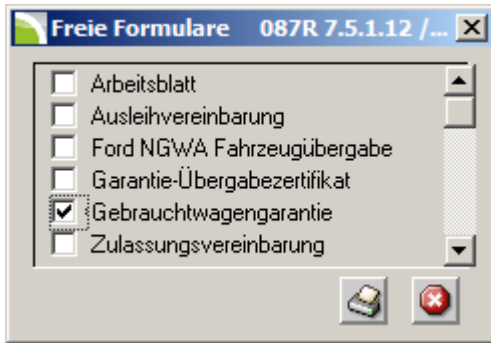 Freie Formulare 087R 7.5.1.12 /...
Arbeitsblatt
Ausleihvereinbarung
Ford NGWA Fahrzeugübergabe
Garantie-Übergabezertifikat
Gebrauchtwagengarantie
Zulassungsvereinbarung